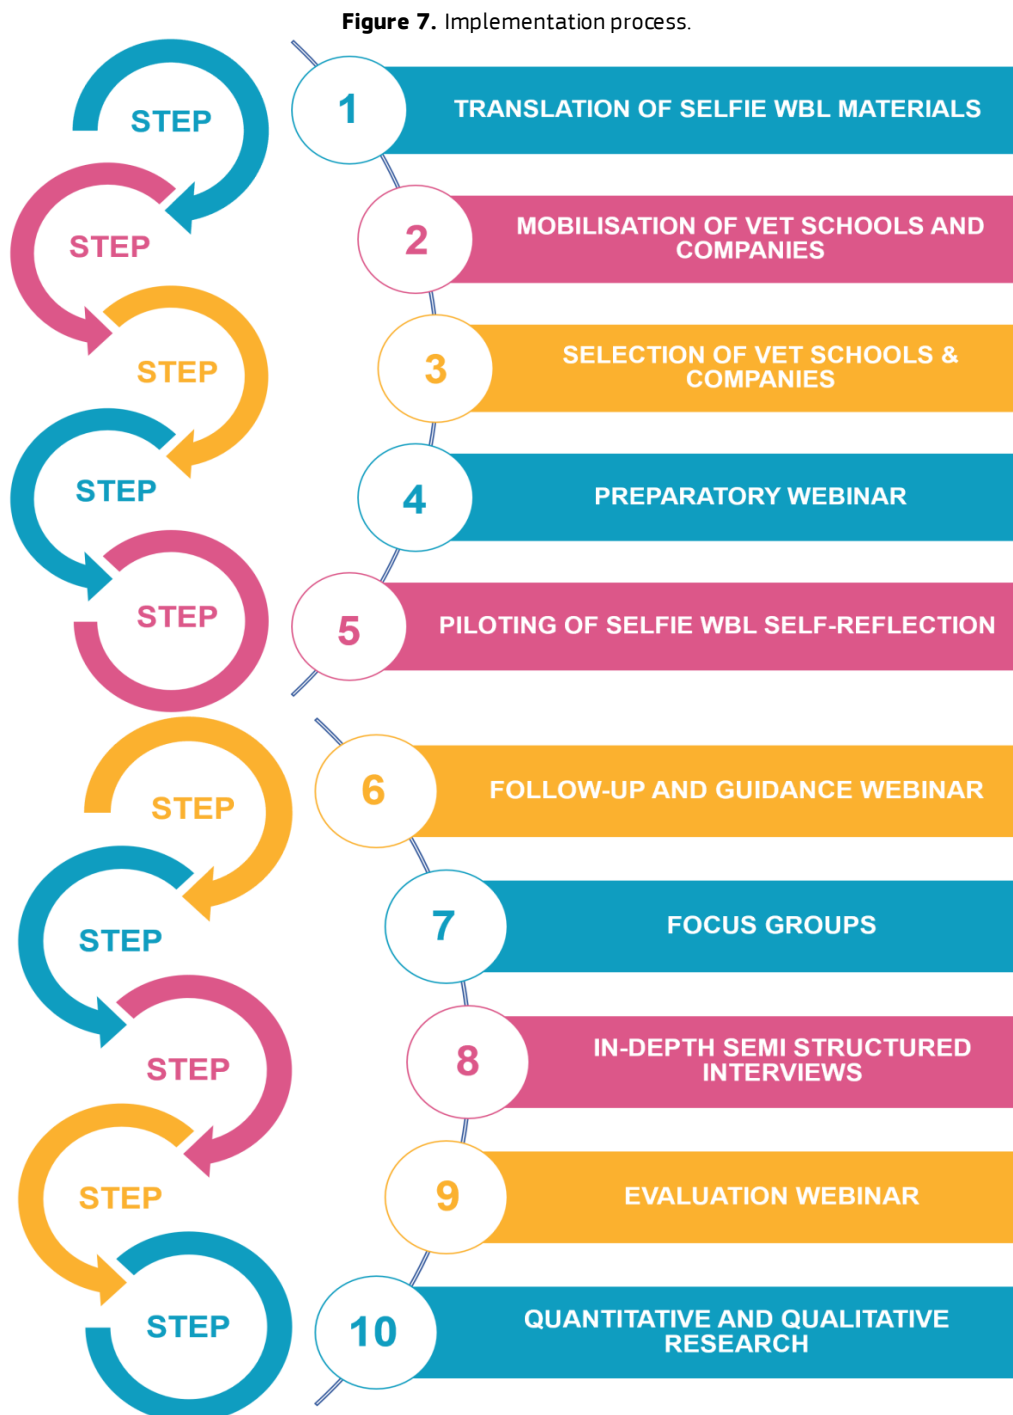 Figure 7. Implementation process.
STEP
1
TRANSLATION OF SELFIE WBL MATERIALS
STEP
2
MOBILISATION OF VET SCHOOLS AND
COMPANIES
STEP
3
SELECTION OF VET SCHOOLS &
COMPANIES
STEP
4
PREPARATORY WEBINAR
STEP
5
PILOTING OF SELFIE WBL SELF-REFLECTION
STEP
6
FOLLOW-UP AND GUIDANCE WEBINAR
STEP
7
FOCUS GROUPS
STEP
8
IN-DEPTH SEMI STRUCTURED
INTERVIEWS
STEP
9
EVALUATION WEBINAR
STEP
10
QUANTITATIVE AND QUALITATIVE
RESEARCH